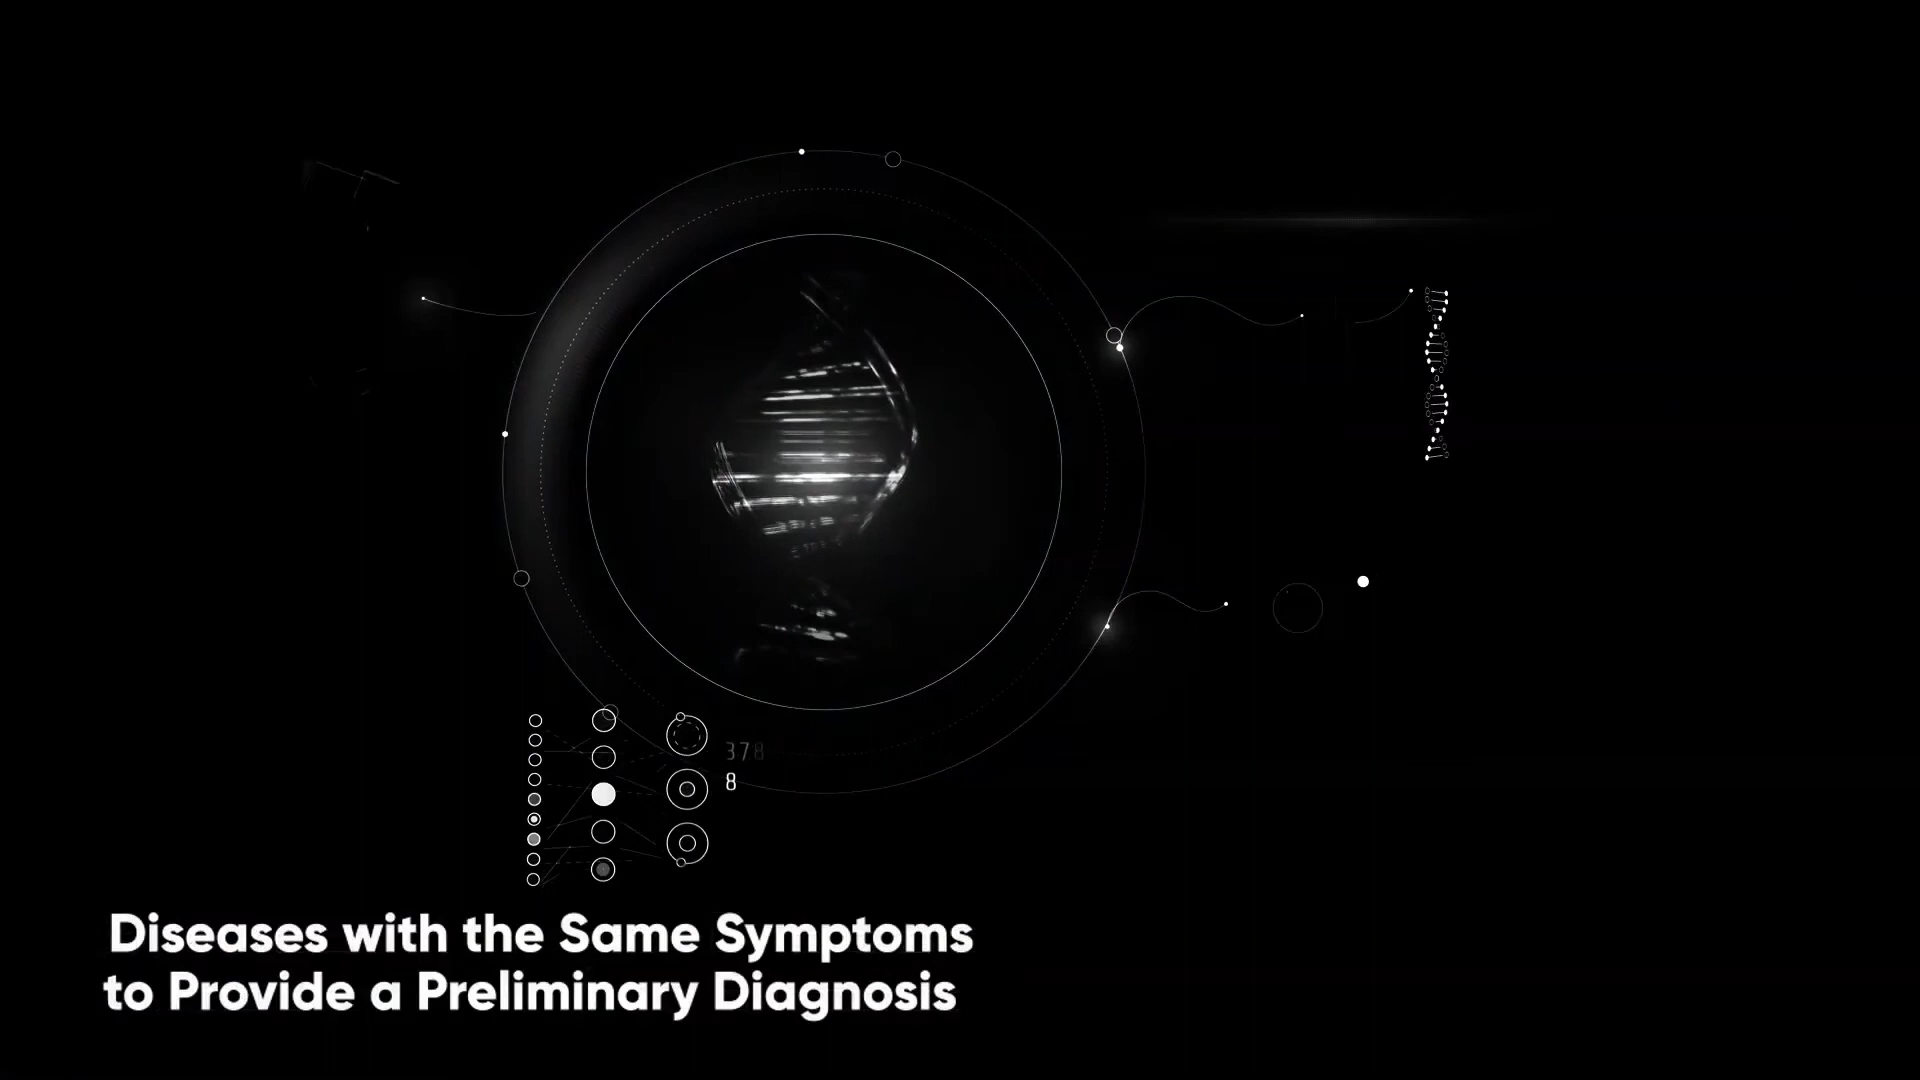 378
8
Diseases with the Same Symptoms
to Provide a Preliminary Diagnosis